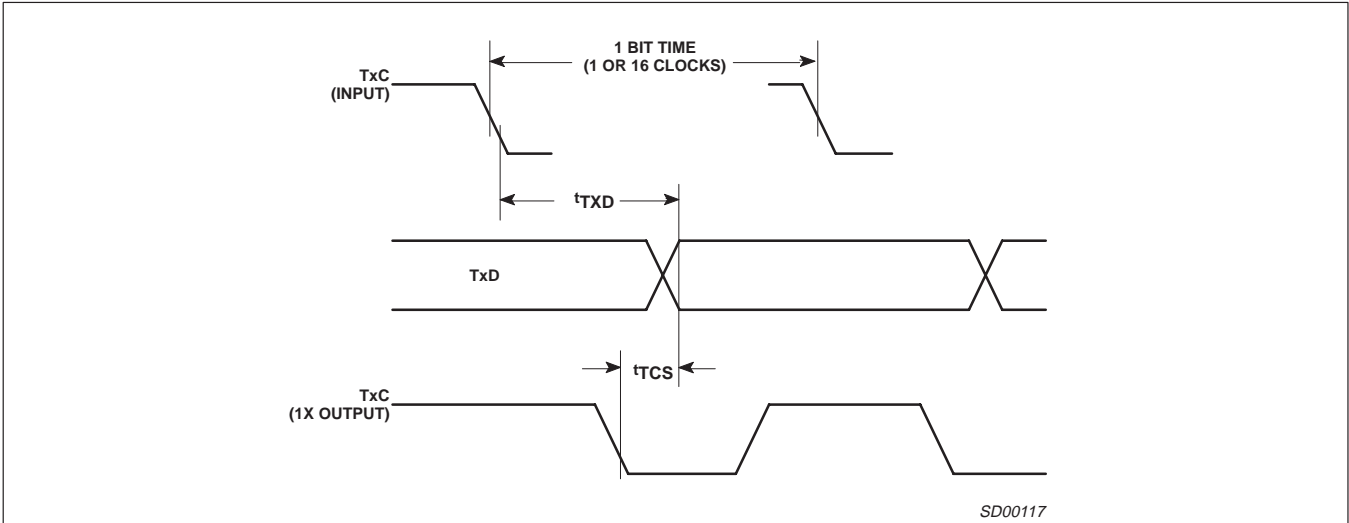 1 BIT TIME
(1 OR 16 CLOCKS)
TxC
(INPUT)
tTXD
TxD
tTCS
TxC
(1X OUTPUT)
SD00117